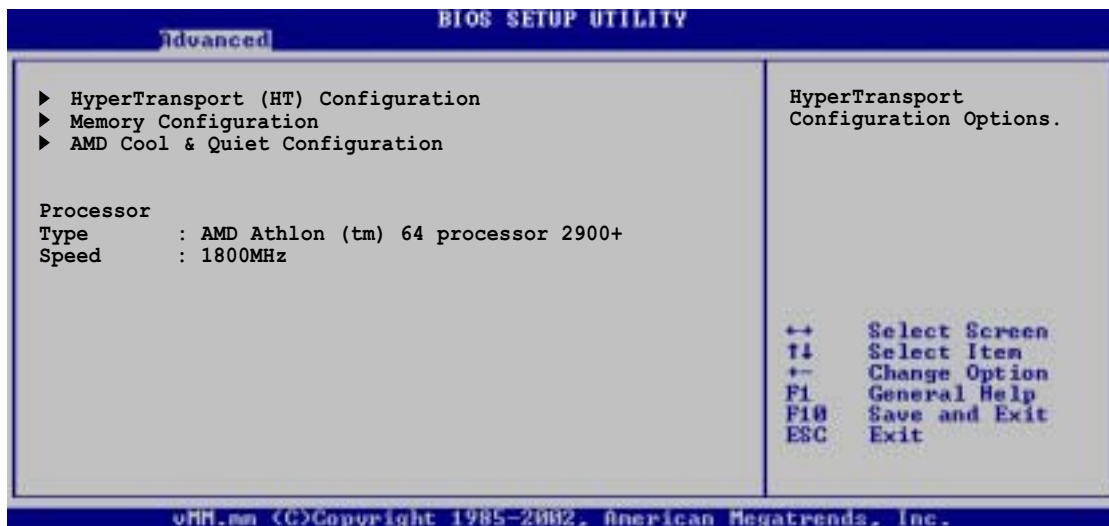 BIOS SETUP UTILITY
Advanced
▶ HyperTransport (HT) Configuration
▶ Memory Configuration
▶ AMD Cool & Quiet Configuration
Processor
Type : AMD Athlon (tm) 64 processor 2900+
Speed : 1800MHz
HyperTransport
Configuration Options.
←→ Select Screen
↑↓ Select Item
+- Change Option
F1 General Help
F10 Save and Exit
ESC Exit
vMM.mm (C)Copyright 1985-2002, American Megatrends, Inc.